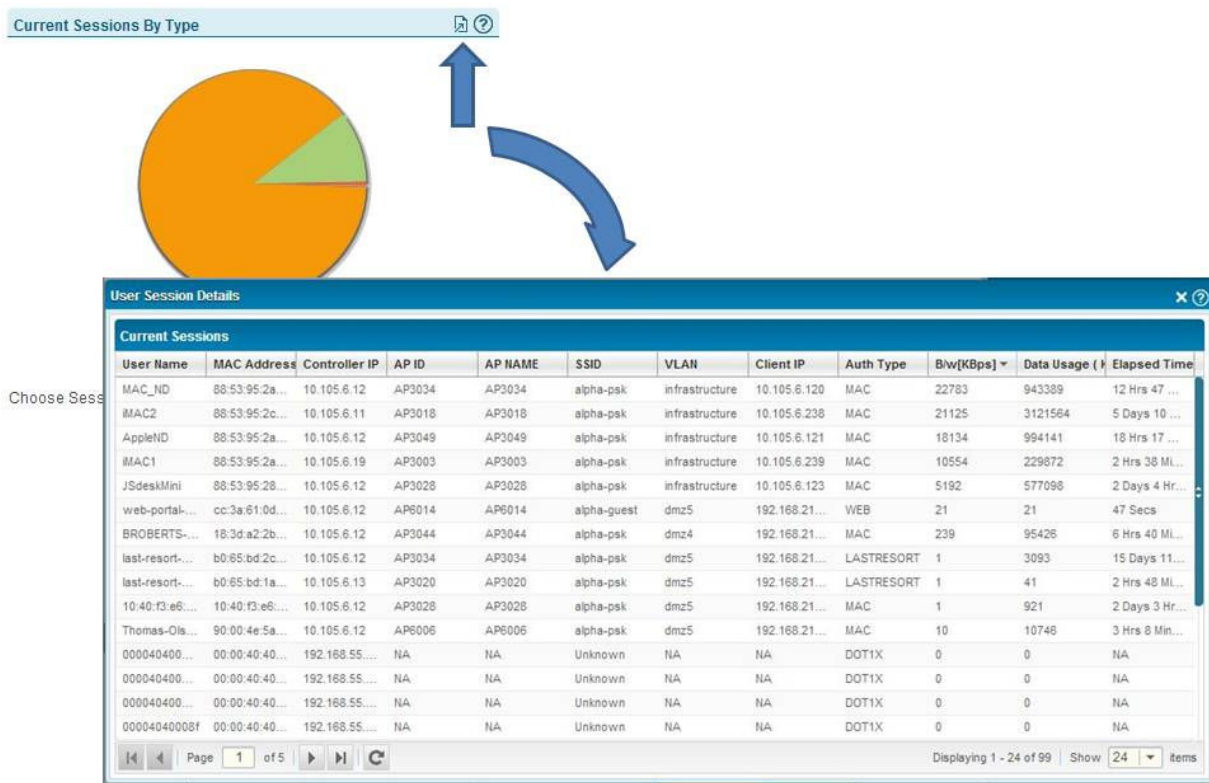 Current Sessions By Type
Choose Sess
User Session Details
Current Sessions
User Name MAC Address Controller IP AP ID AP NAME SSID VLAN Client IP Auth Type B/w[KBps] Data Usage ( K Elapsed Time
MAC_ND 88:53:95:2a... 10.105.6.12 AP3034 AP3034 alpha-psk infrastructure 10.105.6.120 MAC 22783 943389 12 Hrs 47 ...
iMAC2 88:53:95:2c... 10.105.6.11 AP3018 AP3018 alpha-psk infrastructure 10.105.6.238 MAC 21125 3121564 5 Days 10 ...
AppleND 88:53:95:2a... 10.105.6.12 AP3049 AP3049 alpha-psk infrastructure 10.105.6.121 MAC 18134 994141 18 Hrs 17 ...
iMAC1 88:53:95:2a... 10.105.6.19 AP3003 AP3003 alpha-psk infrastructure 10.105.6.239 MAC 10554 229872 2 Hrs 38 Mi...
JSdeskMini 88:53:95:28... 10.105.6.12 AP3028 AP3028 alpha-psk infrastructure 10.105.6.123 MAC 5192 577098 2 Days 4 Hr...
web-portal-... cc:3a:61:0d... 10.105.6.12 AP6014 AP6014 alpha-guest dmz5 192.168.21... WEB 21 21 47 Secs
BROBERTS-... 18:3d:a2:2b... 10.105.6.12 AP3044 AP3044 alpha-psk dmz4 192.168.21... MAC 239 95426 6 Hrs 40 Mi...
last-resort-... b0:65:bd:2c... 10.105.6.12 AP3034 AP3034 alpha-psk dmz5 192.168.21... LASTRESORT 1 3093 15 Days 11...
last-resort-... b0:65:bd:1a... 10.105.6.13 AP3020 AP3020 alpha-psk dmz5 192.168.21... LASTRESORT 1 41 2 Hrs 48 Mi...
10:40:f3:e6:... 10:40:f3:e6:... 10.105.6.12 AP3028 AP3028 alpha-psk dmz5 192.168.21... MAC 1 921 2 Days 3 Hr...
Thomas-Ols... 90:00:4e:5a... 10.105.6.12 AP6006 AP6006 alpha-psk dmz5 192.168.21... MAC 10 10746 3 Hrs 8 Min...
000040400... 00:00:40:40... 192.168.55.... NA NA Unknown NA NA DOT1X 0 0 NA
000040400... 00:00:40:40... 192.168.55.... NA NA Unknown NA NA DOT1X 0 0 NA
000040400... 00:00:40:40... 192.168.55.... NA NA Unknown NA NA DOT1X 0 0 NA
00004040008f 00:00:40:40... 192.168.55.... NA NA Unknown NA NA DOT1X 0 0 NA
Page 1 of 5 Displaying 1 - 24 of 99 Show 24 items